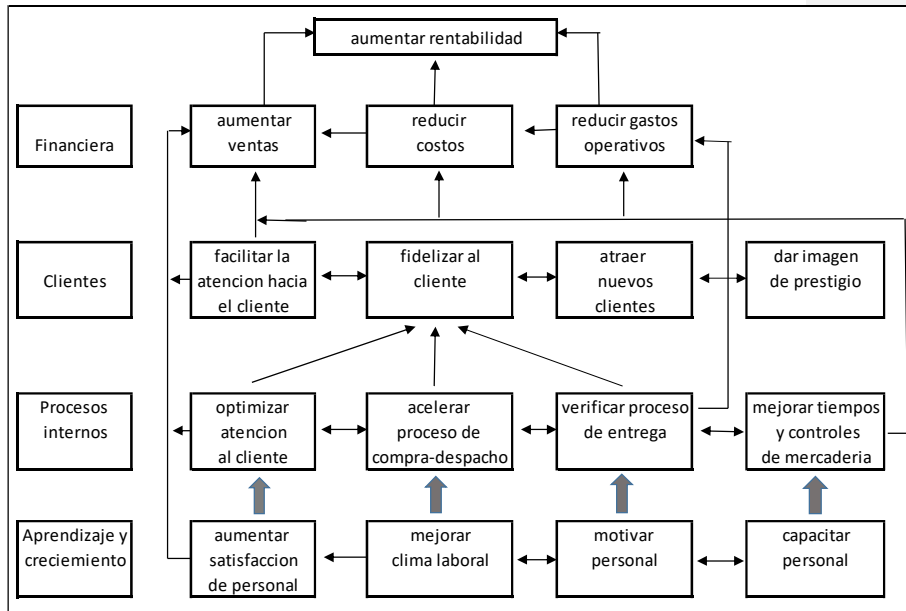 aumentar rentabilidad
Financiera
aumentar
ventas
reducir
costos
reducir gastos
operativos
Clientes
facilitar la
atencion hacia
el cliente
fidelizar al
cliente
atraer
nuevos
clientes
dar imagen
de prestigio
Procesos
internos
optimizar
atencion
al cliente
acelerar
proceso de
compra-despacho
verificar proceso
de entrega
mejorar tiempos
y controles
de mercaderia
Aprendizaje y
creciemiento
aumentar
satisfaccion
de personal
mejorar
clima laboral
motivar
personal
capacitar
personal